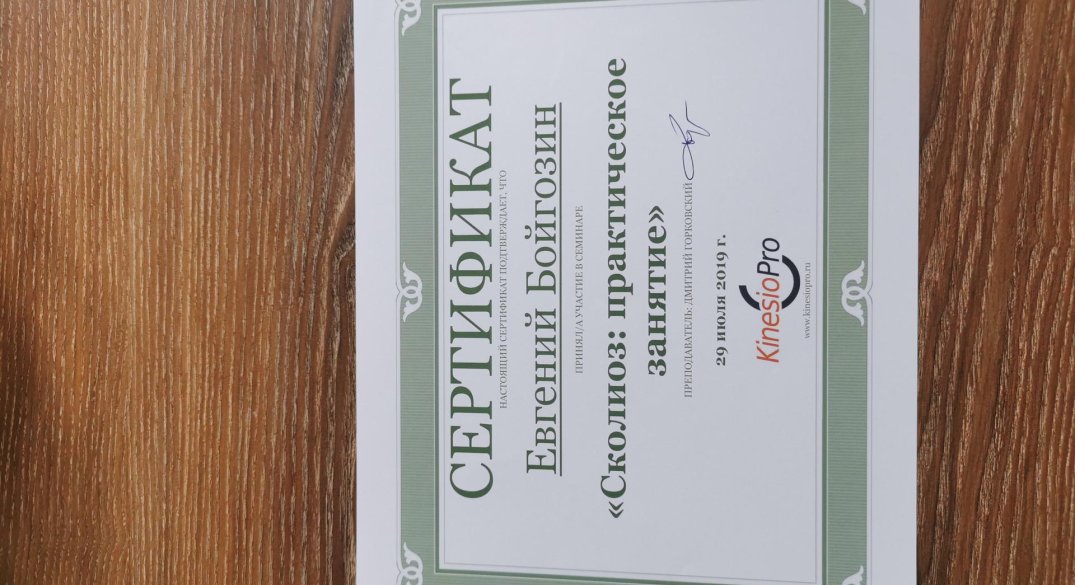 СЕРТИФИКАТ
НАСТОЯЩИЙ СЕРТИФИКАТ ПОДТВЕРЖДАЕТ, ЧТО
Евгений Бойгозин
ПРИНЯЛ/А УЧАСТИЕ В СЕМИНАРЕ
«Сколиоз: практическое
занятие»
ПРЕПОДАВАТЕЛЬ: ДМИТРИЙ ГОРКОВСКИЙ
29 июля 2019 г.
KinesioPro
www.kinesiopro.ru